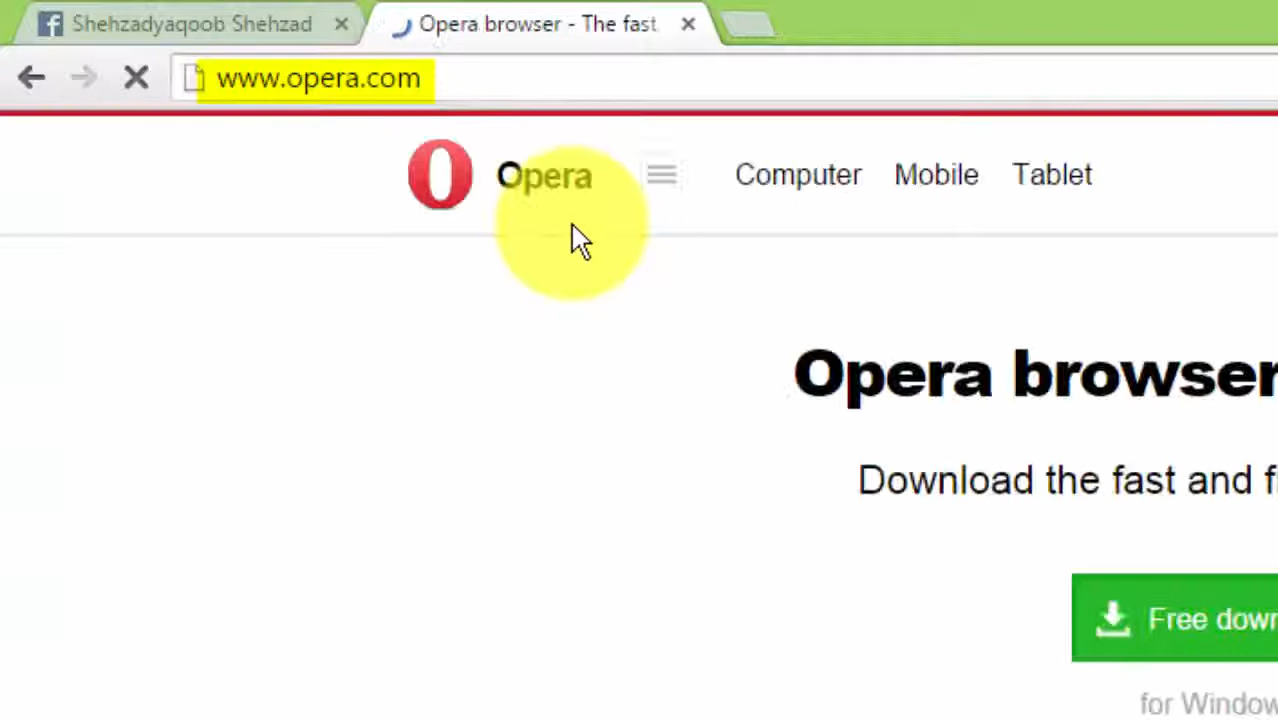 Shehzadyaqoob Shehzad
Opera browser - The fast
www.opera.com
Opera
Computer Mobile Tablet
Opera browser
Download the fast and f
Free down
for Window